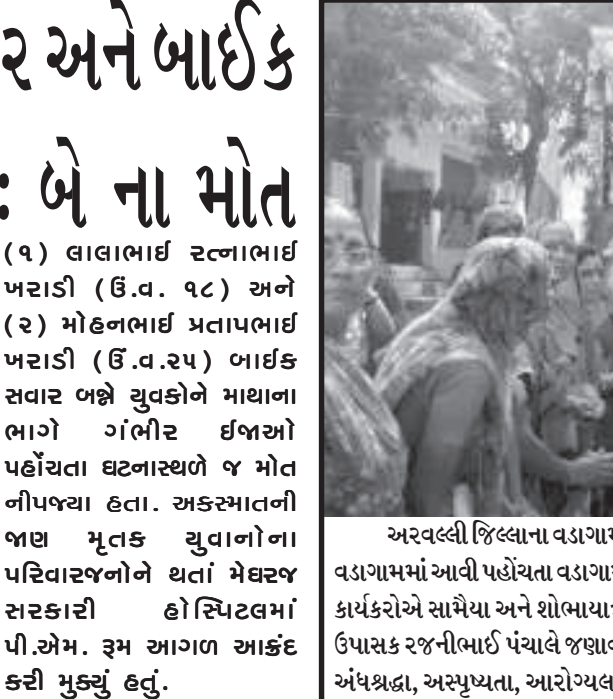 ર અને બાઈક
: બે ના મોત
(૧) લાલાભાઈ રત્નાભાઈ
ખરાડી (ઉં.વ. ૧૮) અને
(૨) મોહનભાઈ પ્રતાપભાઈ
ખરાડી (ઉં.વ.૨૫) બાઈક
સવાર બન્ને યુવકોને માથાના
ભાગે ગંભીર ઈજાઓ
પહોંચતા ઘટનાસ્થળે જ મોત
નીપજ્યા હતા. અકસ્માતની
જાણ મૃતક યુવાનોના
પરિવારજનોને થતાં મેઘરજ
સરકારી હોસ્પિટલમાં
પી.એમ. રૂમ આગળ આક્રંદ
કરી મુક્યું હતું.
અરવલ્લી જિલ્લાના વડાગામ
વડાગામમાં આવી પહોંચતા વડાગામ
કાર્યકરોએ સામૈયા અને શોભાયા
ઉપાસક રજનીભાઈ પંચાલે જણાવ
અંધશ્રદ્ધા, અસ્પૃષ્યતા, આરોગ્યલ